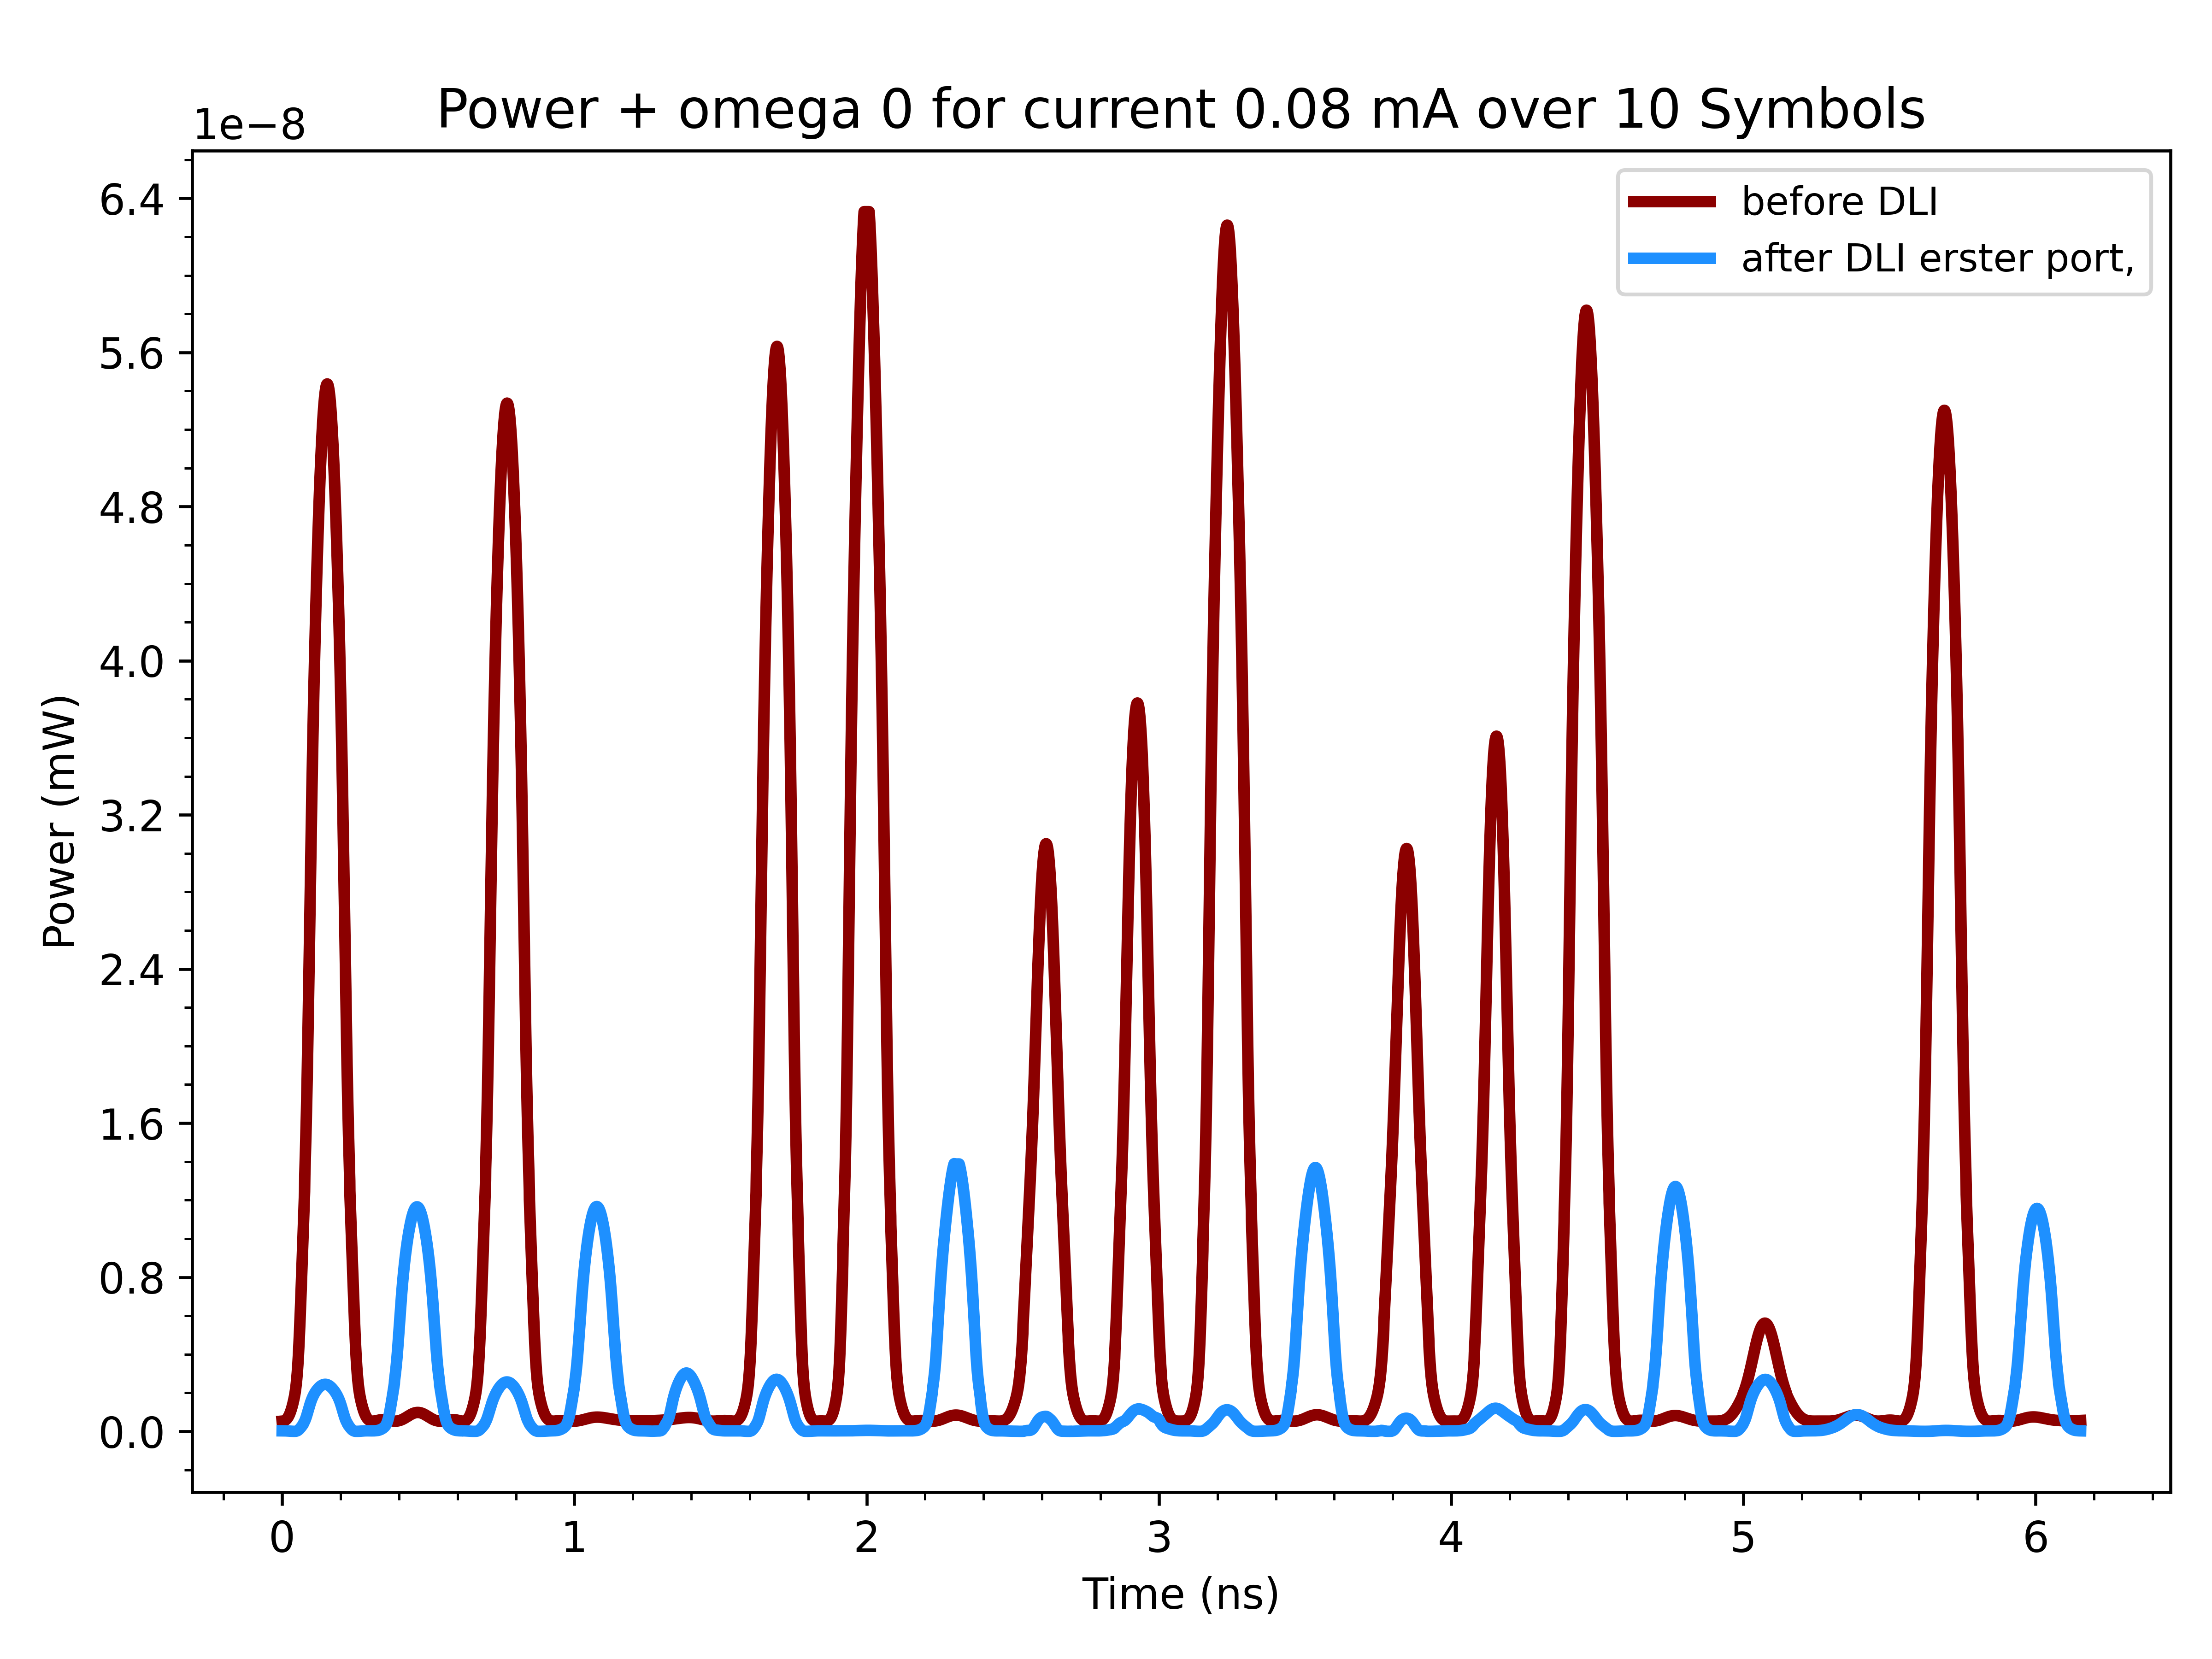 Power + omega 0 for current 0.08 mA over 10 Symbols
1e−8
before DLI
after DLI erster port,
6.4
5.6
4.8
4.0
3.2
2.4
1.6
0.8
0.0
Power (mW)
0 1 2 3 4 5 6
Time (ns)